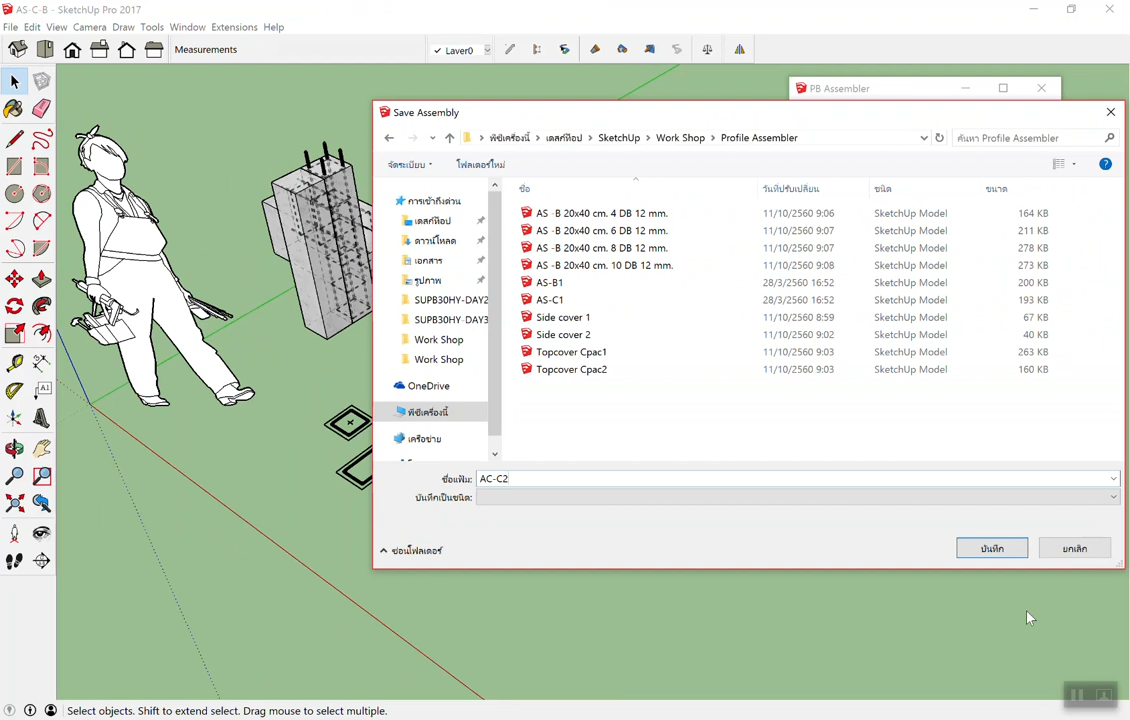 AS-C-B - SketchUp Pro 2017
File Edit View Camera Draw Tools Window Extensions Help
Measurements
Layer0
PB Assembler
Save Assembly
พีซีเครื่องนี้ เดสก์ท็อป SketchUp Work Shop Profile Assembler
ค้นหา Profile Assembler
จัดระเบียบ โฟลเดอร์ใหม่
การเข้าถึงด่วน
เดสก์ท็อป
ดาวน์โหลด
เอกสาร
รูปภาพ
SUPB30HY-DAY2
SUPB30HY-DAY3
Work Shop
Work Shop
OneDrive
พีซีเครื่องนี้
เครือข่าย
ชื่อ วันที่ปรับเปลี่ยน ชนิด ขนาด
AS -B 20x40 cm. 4 DB 12 mm. 11/10/2560 9:06 SketchUp Model 164 KB
AS -B 20x40 cm. 6 DB 12 mm. 11/10/2560 9:07 SketchUp Model 211 KB
AS -B 20x40 cm. 8 DB 12 mm. 11/10/2560 9:07 SketchUp Model 278 KB
AS -B 20x40 cm. 10 DB 12 mm. 11/10/2560 9:08 SketchUp Model 273 KB
AS-B1 28/3/2560 16:52 SketchUp Model 200 KB
AS-C1 28/3/2560 16:52 SketchUp Model 193 KB
Side cover 1 11/10/2560 8:59 SketchUp Model 67 KB
Side cover 2 11/10/2560 9:02 SketchUp Model 40 KB
Topcover Cpac1 11/10/2560 9:03 SketchUp Model 263 KB
Topcover Cpac2 11/10/2560 9:03 SketchUp Model 160 KB
ชื่อแฟ้ม: AC-C2
บันทึกเป็นชนิด:
ซ่อนโฟลเดอร์
บันทึก ยกเลิก
A1
Select objects. Shift to extend select. Drag mouse to select multiple.